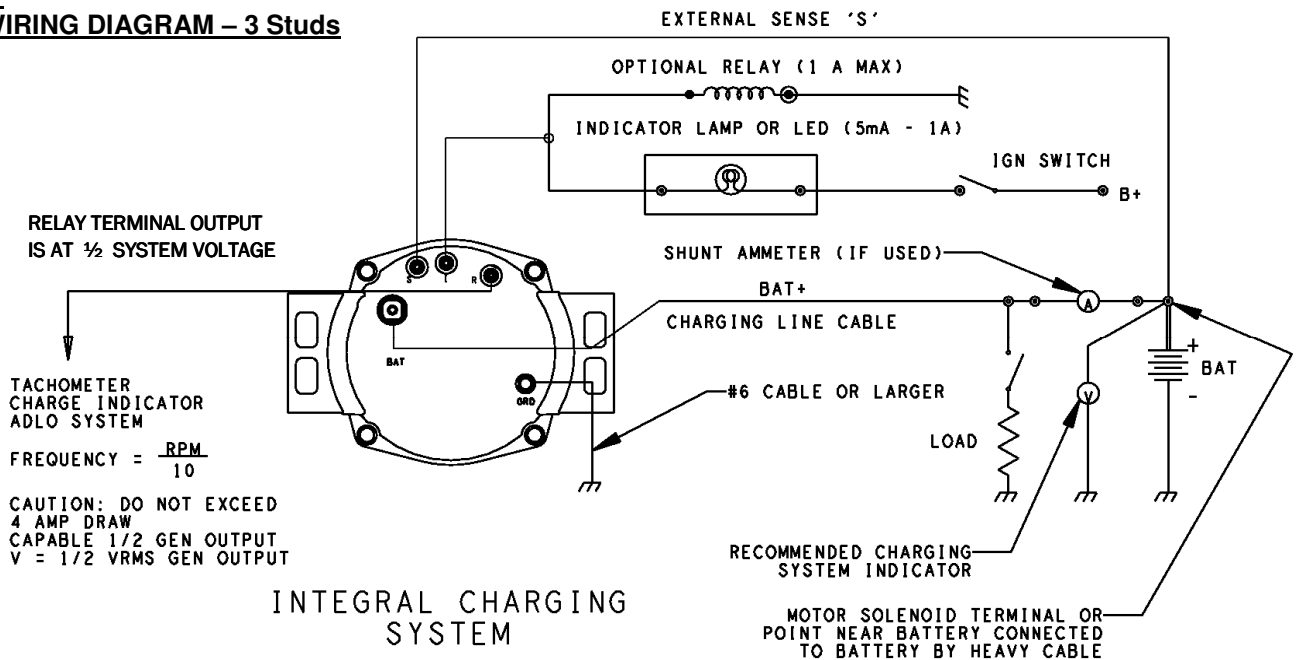 WIRING DIAGRAM – 3 Studs
EXTERNAL SENSE 'S'
OPTIONAL RELAY (1 A MAX)
INDICATOR LAMP OR LED (5mA - 1A)
IGN SWITCH
B+
RELAY TERMINAL OUTPUT
IS AT ½ SYSTEM VOLTAGE
S
R
BAT
GRD
SHUNT AMMETER (IF USED)
BAT+
CHARGING LINE CABLE
A
+
BAT
-
V
#6 CABLE OR LARGER
LOAD
TACHOMETER
CHARGE INDICATOR
ADLO SYSTEM
FREQUENCY = RPM
10
CAUTION: DO NOT EXCEED
4 AMP DRAW
CAPABLE 1/2 GEN OUTPUT
V = 1/2 VRMS GEN OUTPUT
INTEGRAL CHARGING
SYSTEM
RECOMMENDED CHARGING
SYSTEM INDICATOR
MOTOR SOLENOID TERMINAL OR
POINT NEAR BATTERY CONNECTED
TO BATTERY BY HEAVY CABLE